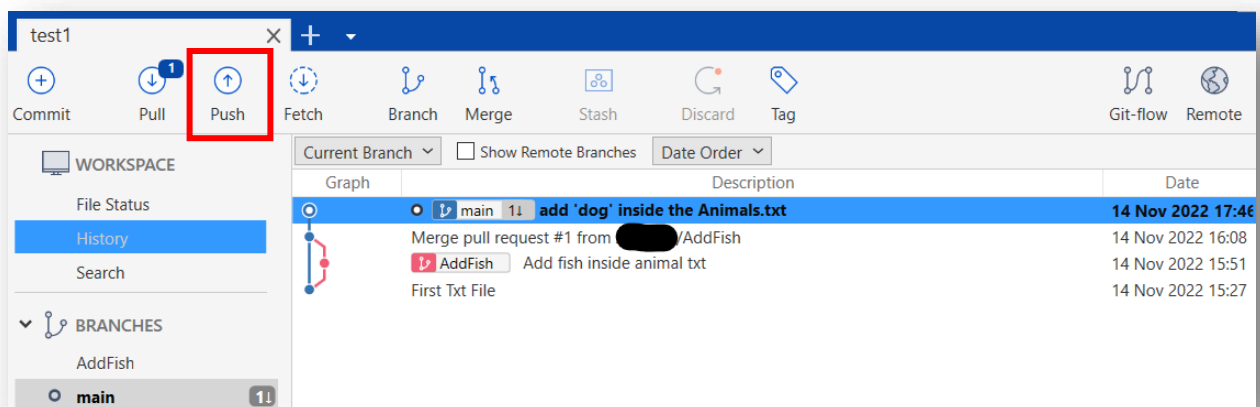 test1
1
Commit Pull Push Fetch Branch Merge Stash Discard Tag Git-flow Remote
WORKSPACE
File Status
History
Search
BRANCHES
AddFish
main 1↓
Current Branch Show Remote Branches Date Order
Graph Description Date
main 1↓ add 'dog' inside the Animals.txt 14 Nov 2022 17:46
Merge pull request #1 from /AddFish 14 Nov 2022 16:08
AddFish Add fish inside animal txt 14 Nov 2022 15:51
First Txt File 14 Nov 2022 15:27